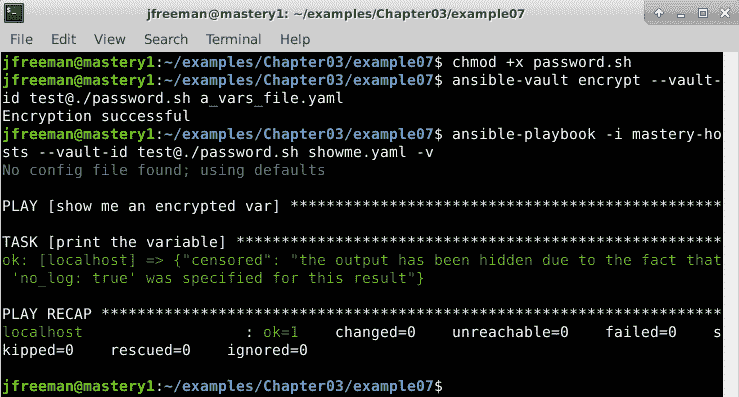 jfreeman@mastery1: ~/examples/Chapter03/example07
File Edit View Search Terminal Help
jfreeman@mastery1:~/examples/Chapter03/example07$ chmod +x password.sh
jfreeman@mastery1:~/examples/Chapter03/example07$ ansible-vault encrypt --vault-
id test@./password.sh a_vars_file.yaml
Encryption successful
jfreeman@mastery1:~/examples/Chapter03/example07$ ansible-playbook -i mastery-ho
sts --vault-id test@./password.sh showme.yaml -v
No config file found; using defaults
PLAY [show me an encrypted var] ************************************************
TASK [print the variable] ******************************************************
ok: [localhost] => {"censored": "the output has been hidden due to the fact that
'no_log: true' was specified for this result"}
PLAY RECAP *********************************************************************
localhost : ok=1 changed=0 unreachable=0 failed=0 s
kipped=0 rescued=0 ignored=0
jfreeman@mastery1:~/examples/Chapter03/example07$